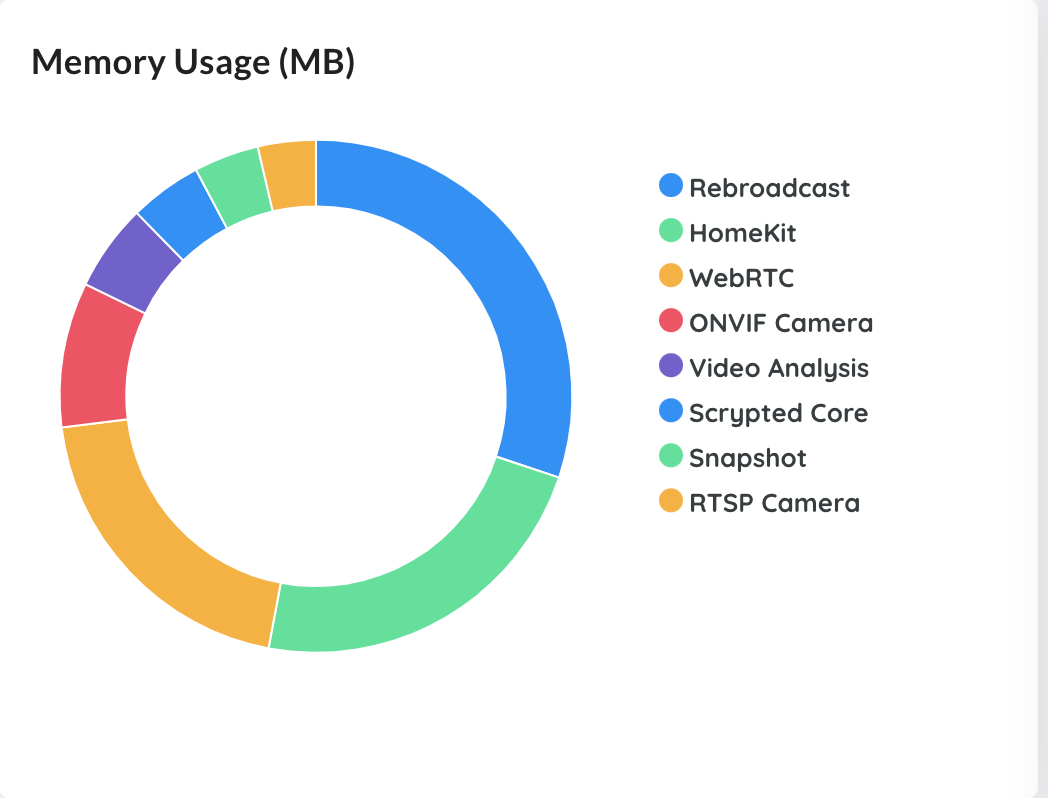 Memory Usage (MB)
Rebroadcast
HomeKit
WebRTC
ONVIF Camera
Video Analysis
Scrypted Core
Snapshot
RTSP Camera